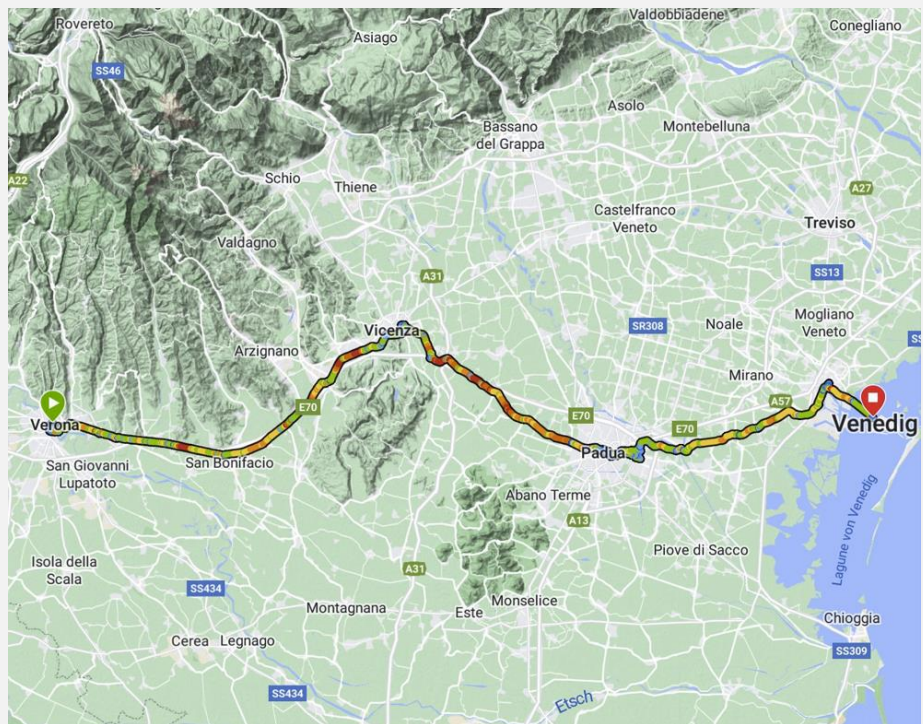 Rovereto
Valdobbiadene
Conegliano
Asiago
SS46
Asolo
Bassano
del Grappa
Montebelluna
A22
Schio
Thiene
A27
Castelfranco
Veneto
Treviso
Valdagno
A31
SS13
Vicenza
SR308
Noale
Mogliano
Veneto
Arzignano
Mirano
E70
A57
Verona
E70
E70
Venedig
San Bonifacio
Padua
San Giovanni
Lupatoto
Abano Terme
A13
Lagune von Venedig
Piove di Sacco
Isola della
Scala
A31
SS434
Monselice
Montagnana
Este
Chioggia
Cerea
Legnago
SS309
SS434
Etsch